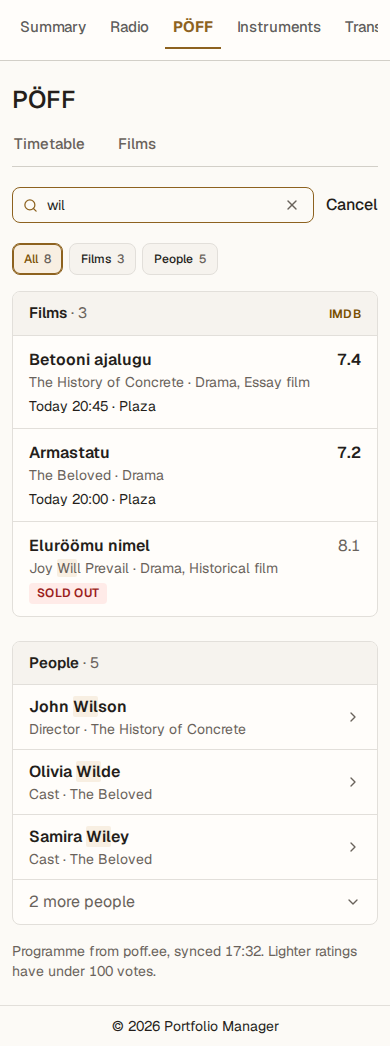 Summary Radio PÖFF Instruments Trans
PÖFF
Timetable Films
wil
Cancel
All 8 Films 3 People 5
Films · 3 IMDB
Betooni ajalugu 7.4
The History of Concrete · Drama, Essay film
Today 20:45 · Plaza
Armastatu 7.2
The Beloved · Drama
Today 20:00 · Plaza
Eluröömu nimel 8.1
Joy Will Prevail · Drama, Historical film
SOLD OUT
People · 5
John Wilson
Director · The History of Concrete
Olivia Wilde
Cast · The Beloved
Samira Wiley
Cast · The Beloved
2 more people
Programme from poff.ee, synced 17:32. Lighter ratings
have under 100 votes.
© 2026 Portfolio Manager